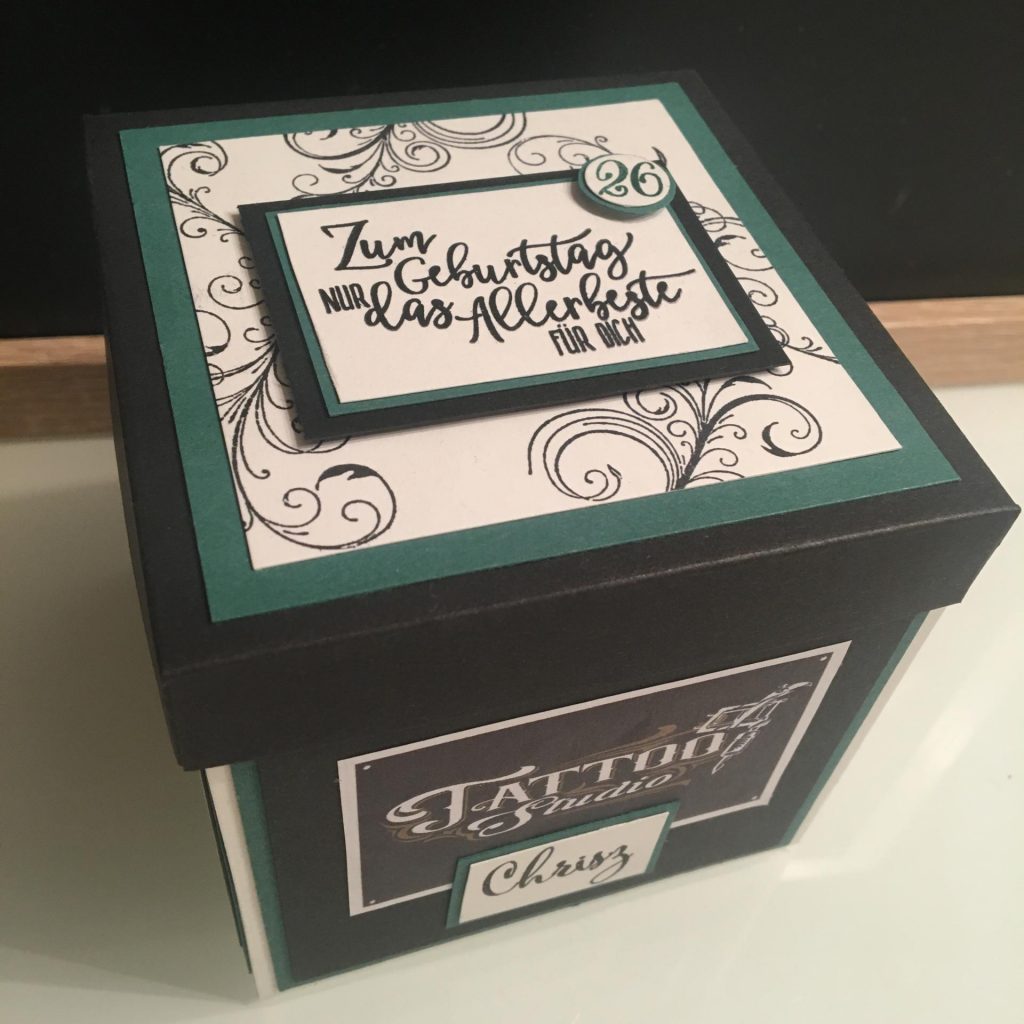 26
Zum
Geburtstag
NUR das Allerbeste
FÜR DICH
TATTOO
Studio
Chrisz